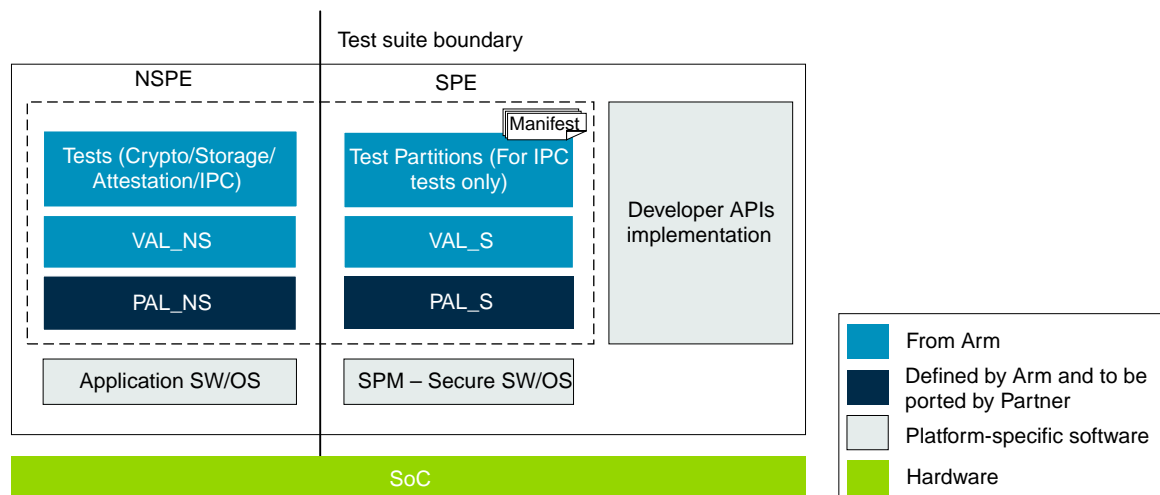 Test suite boundary
NSPE
SPE
Manifest
Tests (Crypto/Storage/
Attestation/IPC)
Test Partitions (For IPC
tests only)
Developer APIs
implementation
VAL_NS
VAL_S
PAL_NS
PAL_S
Application SW/OS
SPM – Secure SW/OS
SoC
From Arm
Defined by Arm and to be
ported by Partner
Platform-specific software
Hardware